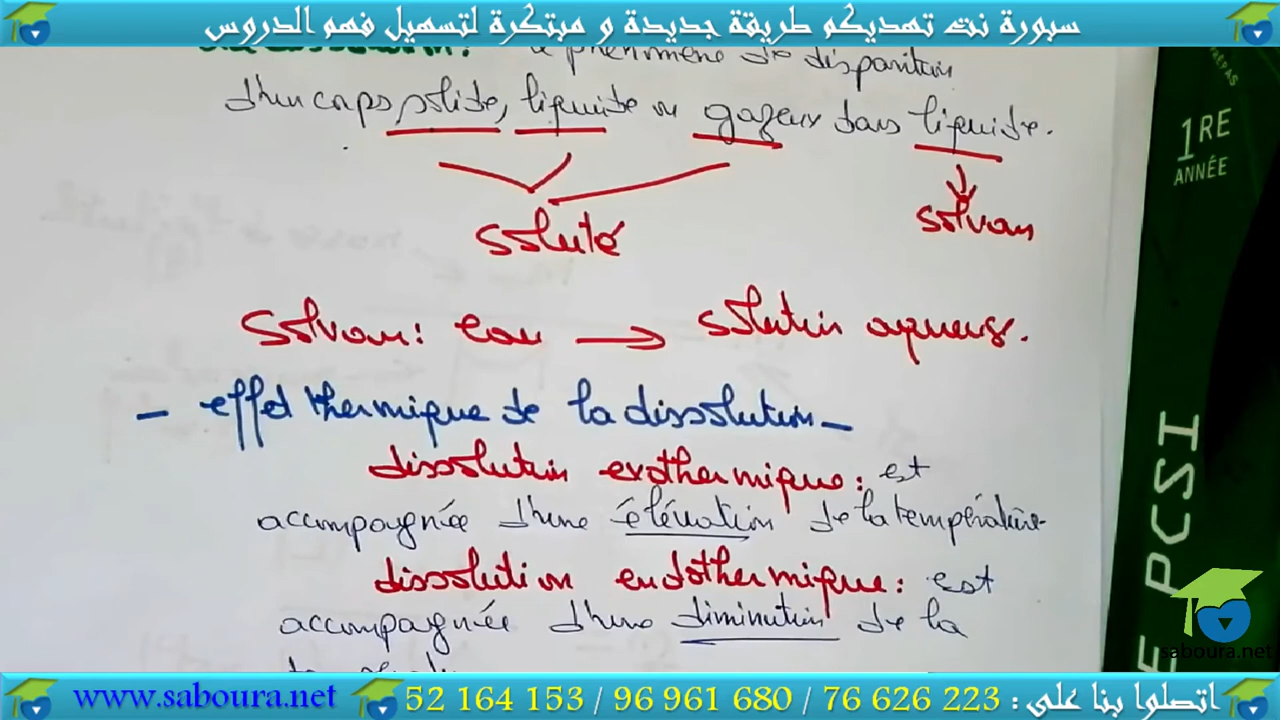 سبورة نت تهديكم طريقة جديدة و مبتكرة لتسهيل فهم الدروس
le phénomène de disparition
d'un corps solide, liquide ou gazeux dans liquide.
soluté
solvan
Solvan: eau → solution aqueuse.
- effet thermique de la dissolution -
dissolution exothermique: est
accompagnée d'une élévation de la température
dissolution endothermique: est
accompagnée d'une diminution de la
PRÉPAS
1RE
ANNÉE
E PCSI
saboura.net
www.saboura.net
اتصلوا بنا على : 223 626 76 / 680 961 96 / 153 164 52